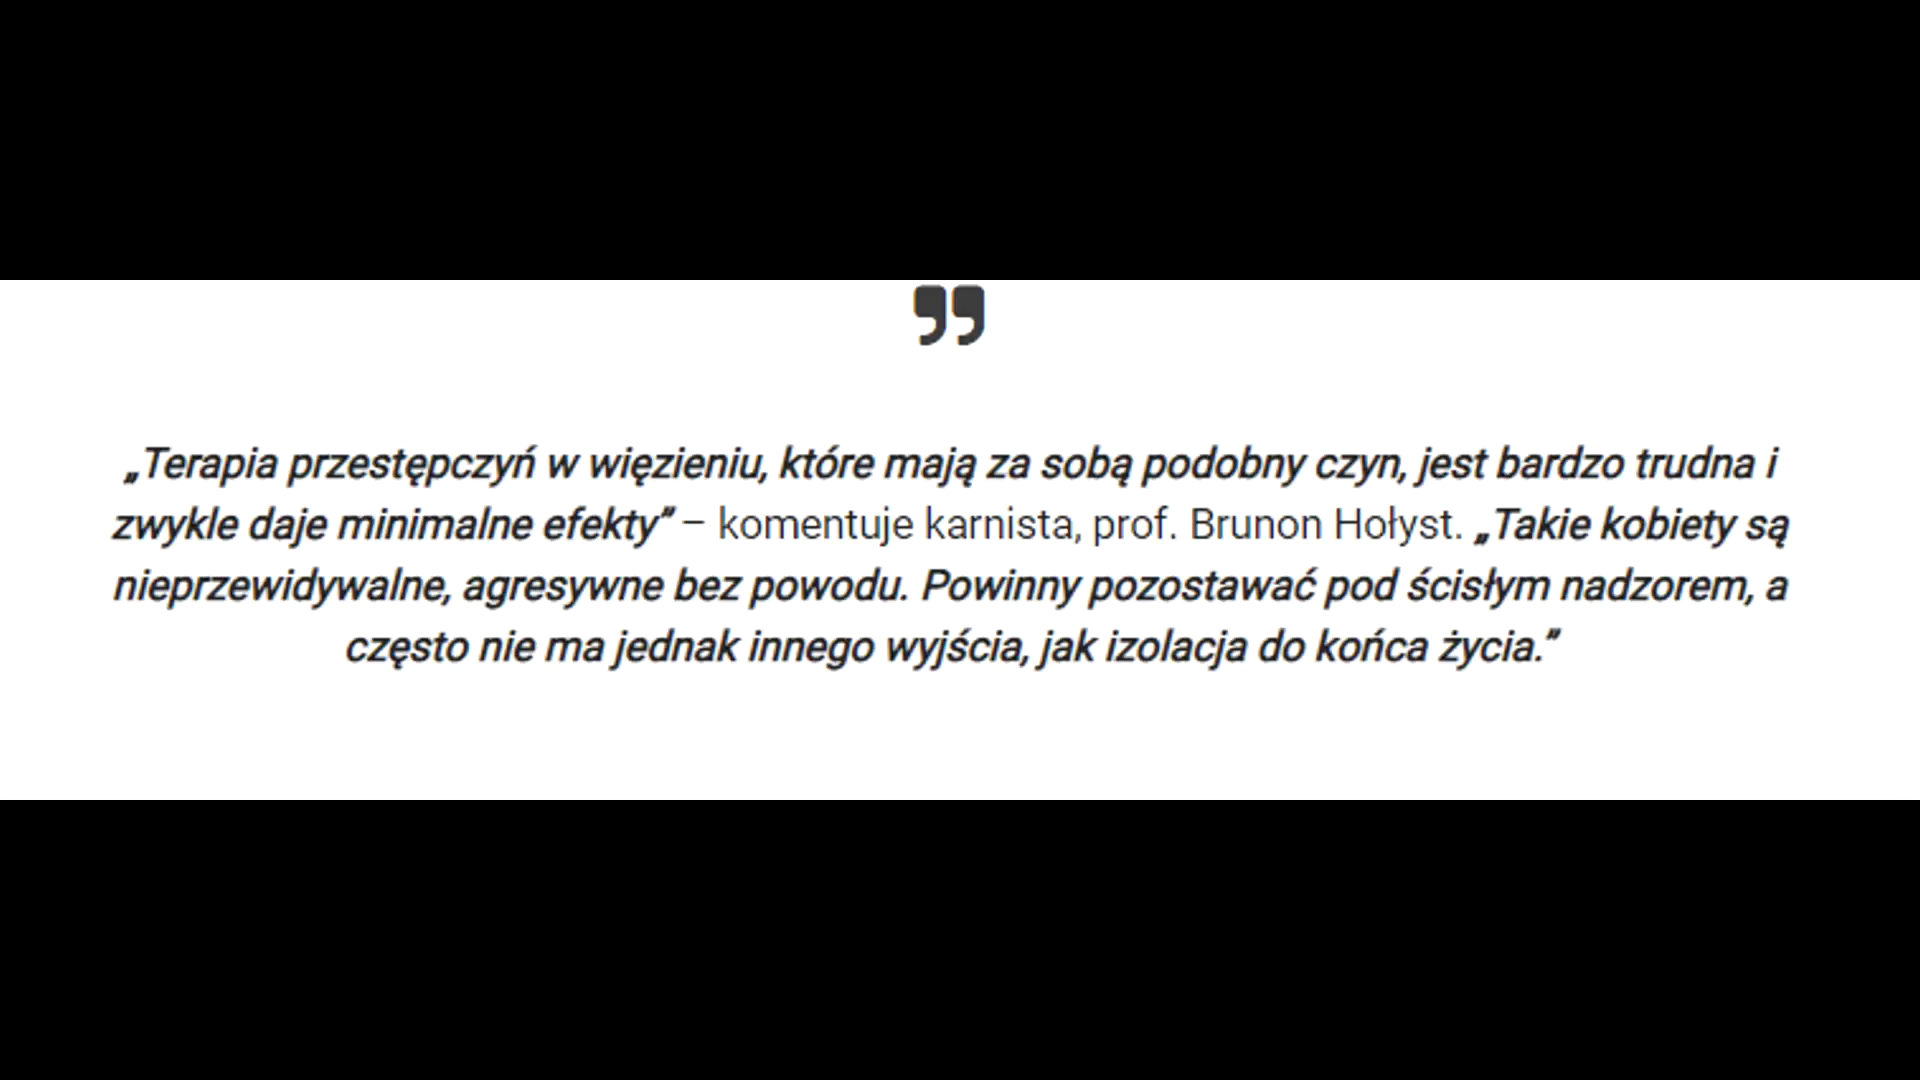 ”
„Terapia przestępczyń w więzieniu, które mają za sobą podobny czyn, jest bardzo trudna i
zwykle daje minimalne efekty” – komentuje karnista, prof. Brunon Hołyst. „Takie kobiety są
nieprzewidywalne, agresywne bez powodu. Powinny pozostawać pod ścisłym nadzorem, a
często nie ma jednak innego wyjścia, jak izolacja do końca życia.”